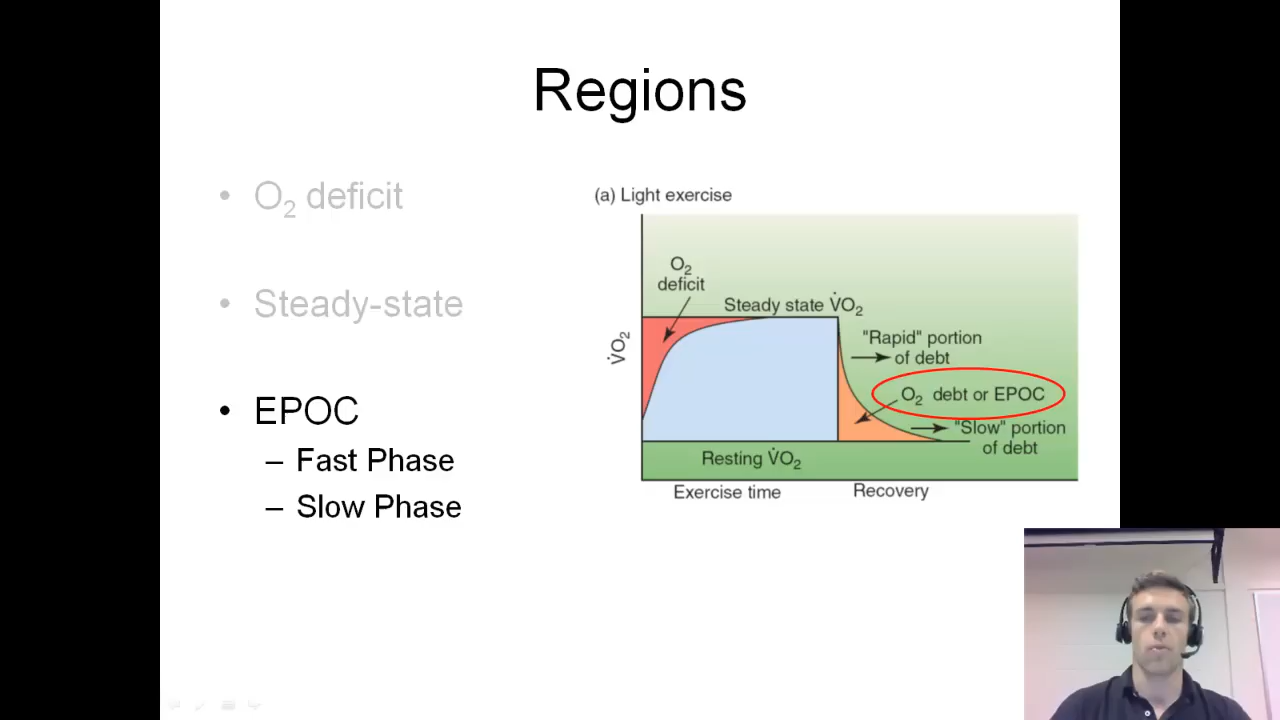 Regions
• O₂ deficit
• Steady-state
• EPOC
– Fast Phase
– Slow Phase
(a) Light exercise
O₂
deficit
Steady state V̇O₂
V̇O₂
"Rapid" portion
of debt
O₂ debt or EPOC
"Slow" portion
of debt
Resting V̇O₂
Exercise time
Recovery